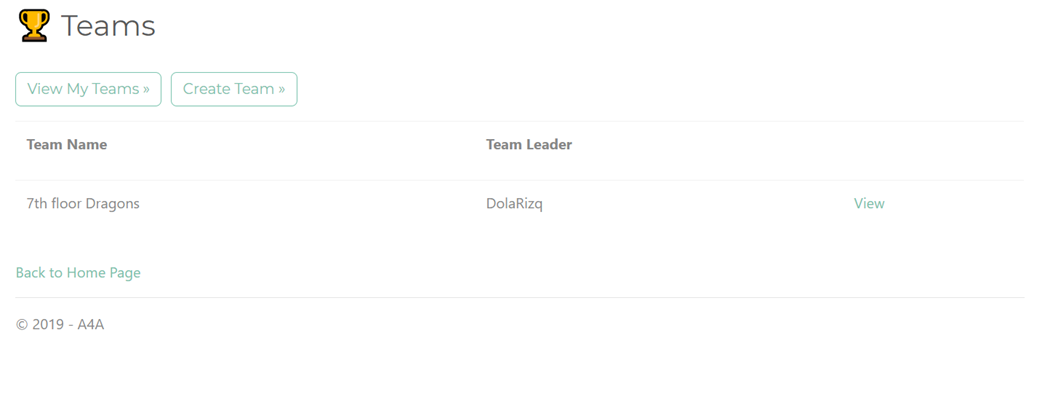 🏆 Teams
View My Teams » Create Team »
Team Name Team Leader
7th floor Dragons DolaRizq View
Back to Home Page
© 2019 - A4A